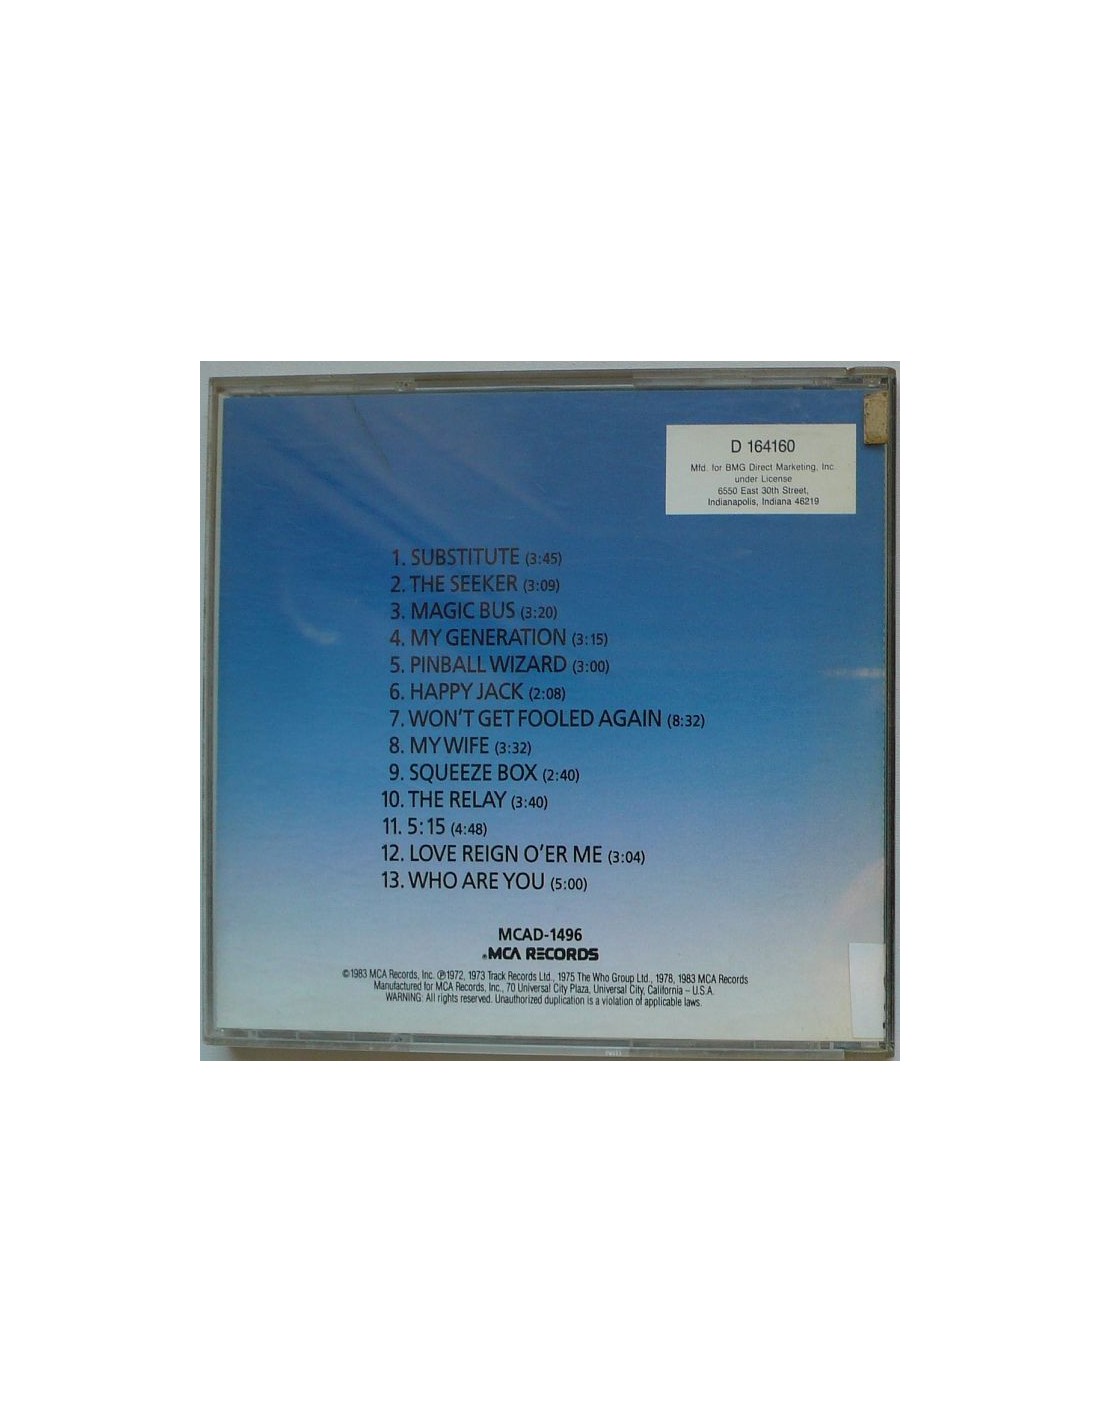 D 164160
Mfd. for BMG Direct Marketing, Inc.
under License
6550 East 30th Street,
Indianapolis, Indiana 46219
1. SUBSTITUTE (3:45)
2. THE SEEKER (3:09)
3. MAGIC BUS (3:20)
4. MY GENERATION (3:15)
5. PINBALL WIZARD (3:00)
6. HAPPY JACK (2:08)
7. WON'T GET FOOLED AGAIN (8:32)
8. MY WIFE (3:32)
9. SQUEEZE BOX (2:40)
10. THE RELAY (3:40)
11. 5:15 (4:48)
12. LOVE REIGN O'ER ME (3:04)
13. WHO ARE YOU (5:00)
MCAD-1496
MCA RECORDS
©1983 MCA Records, Inc. ℗1972, 1973 Track Records Ltd., 1975 The Who Group Ltd., 1978, 1983 MCA Records
Manufactured for MCA Records, Inc., 70 Universal City Plaza, Universal City, California – U.S.A.
WARNING: All rights reserved. Unauthorized duplication is a violation of applicable laws.